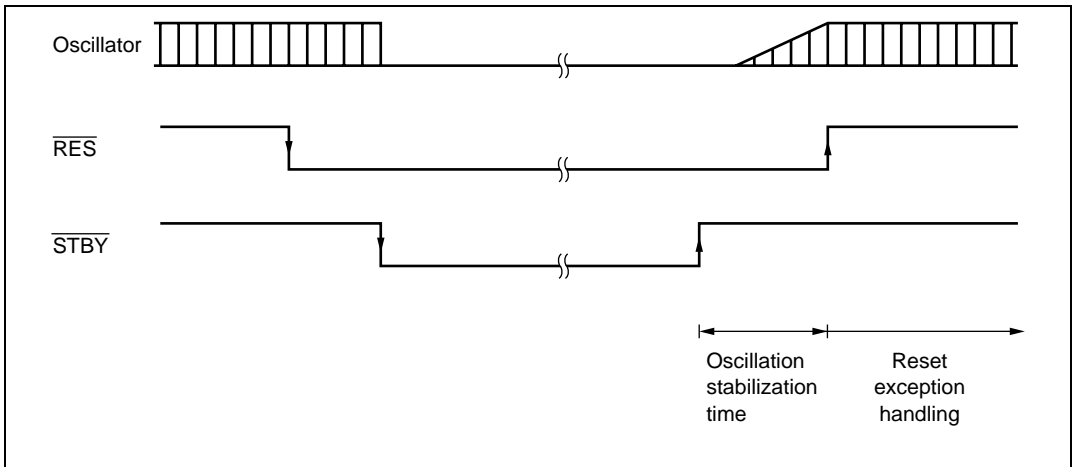 Oscillator
RES
STBY
Oscillation
stabilization
time
Reset
exception
handling